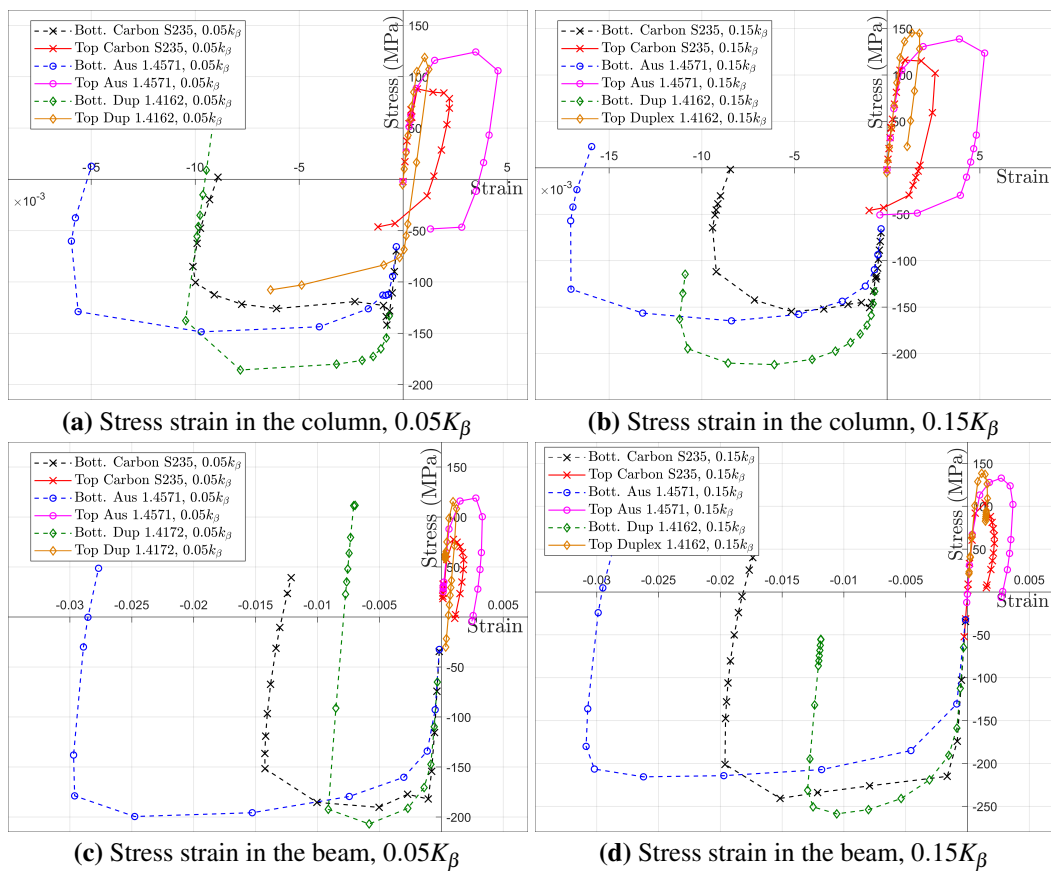 Bott. Carbon S235, 0.05kβ
Top Carbon S235, 0.05kβ
Bott. Aus 1.4571, 0.05kβ
Top Aus 1.4571, 0.05kβ
Bott. Dup 1.4162, 0.05kβ
Top Dup 1.4162, 0.05kβ
Stress (MPa)
150
100
50
-15
-10
-5
5
×10⁻³
Strain
-50
-100
-150
-200
(a) Stress strain in the column, 0.05Kβ
Bott. Carbon S235, 0.15kβ
Top Carbon S235, 0.15kβ
Bott. Aus 1.4571, 0.15kβ
Top Aus 1.4571, 0.15kβ
Bott. Dup 1.4162, 0.15kβ
Top Duplex 1.4162, 0.15kβ
Stress (MPa)
150
100
50
-15
-10
-5
5
×10⁻³
Strain
-50
-100
-150
-200
(b) Stress strain in the column, 0.15Kβ
Bott. Carbon S235, 0.05kβ
Top Carbon S235, 0.05kβ
Bott. Aus 1.4571, 0.05kβ
Top Aus 1.4571, 0.05kβ
Bott. Dup 1.4172, 0.05kβ
Top Dup 1.4172, 0.05kβ
Stress (MPa)
150
100
50
-0.03
-0.025
-0.02
-0.015
-0.01
-0.005
0.005
Strain
-50
-100
-150
-200
(c) Stress strain in the beam, 0.05Kβ
Bott. Carbon S235, 0.15kβ
Top Carbon S235, 0.15kβ
Bott. Aus 1.4571, 0.15kβ
Top Aus 1.4571, 0.15kβ
Bott. Dup 1.4162, 0.15kβ
Top Duplex 1.4162, 0.15kβ
Stress (MPa)
150
100
50
-0.03
-0.025
-0.02
-0.015
-0.01
-0.005
0.005
Strain
-50
-100
-150
-200
-250
(d) Stress strain in the beam, 0.15Kβ